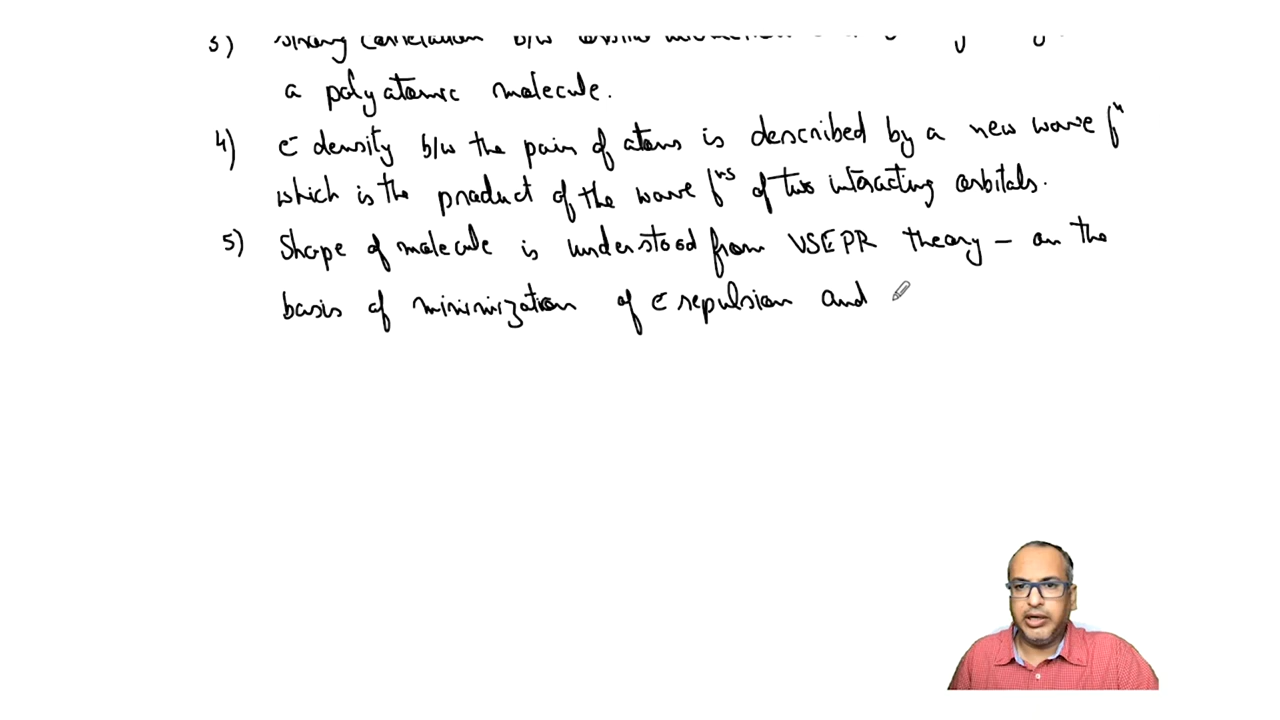 3) strong correlation b/w
a polyatomic molecule.
4) e⁻ density b/w the pair of atoms is described by a new wave fⁿ
which is the product of the wave fⁿˢ of two interacting orbitals.
5) Shape of molecule is understood from VSEPR theory – on the
basis of minimization of e⁻ repulsion and